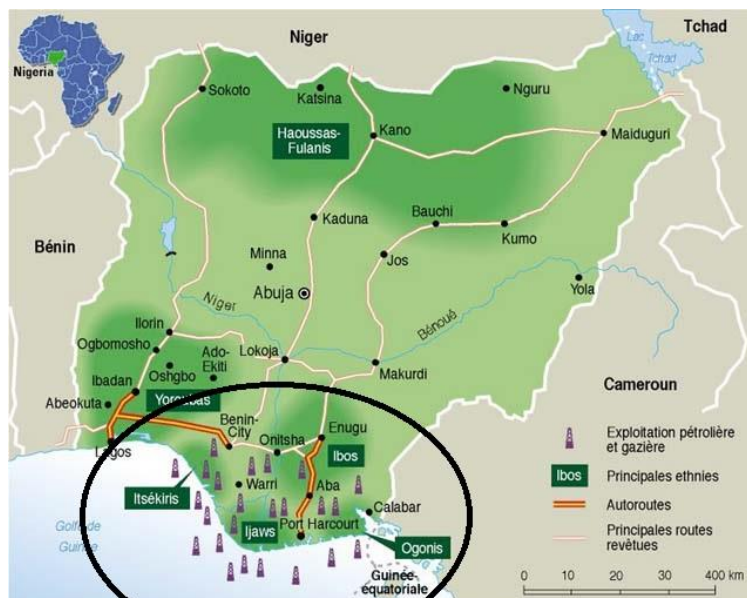 Tchad
Niger
Lac
Tchad
Nigeria
Sokoto
Katsina
Nguru
Haoussas-
Fulanis
Kano
Maiduguri
Bénin
Kaduna
Bauchi
Kumo
Minna
Jos
Abuja
Niger
Bénoué
Yola
Ilorin
Ogbomosho
Ado-
Ekiti
Oshgbo
Lokoja
Makurdi
Ibadan
Yoroubas
Abeokuta
Cameroun
Lagos
Benin-
City
Onitsha
Enugu
Ibos
Itsékiris
Warri
Aba
Calabar
Ijaws
Port Harcourt
Ogonis
Golfe de
Guinée
Guinée-
équatoriale
Exploitation pétrolière
et gazière
Ibos
Principales ethnies
Autoroutes
Principales routes
revètues
0 10 20 400 km